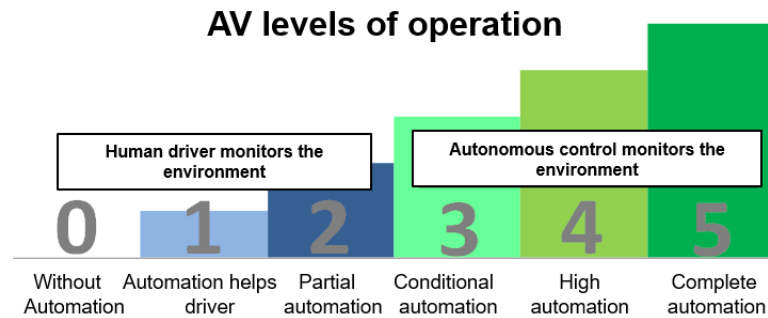 AV levels of operation
Human driver monitors the
environment
Autonomous control monitors the
environment
0 1 2 3 4 5
Without Automation helps Partial Conditional High Complete
Automation driver automation automation automation automation